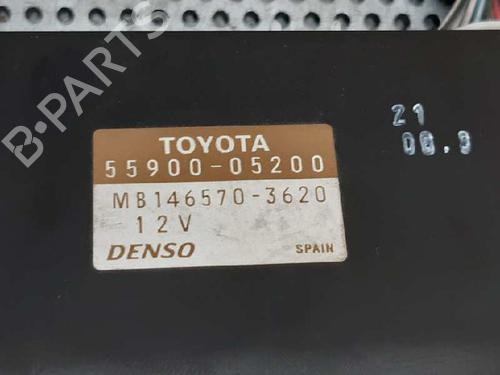 21
00.9
TOYOTA
55900-05200
MB146570-3620
12V
DENSO SPAIN
B-PARTS